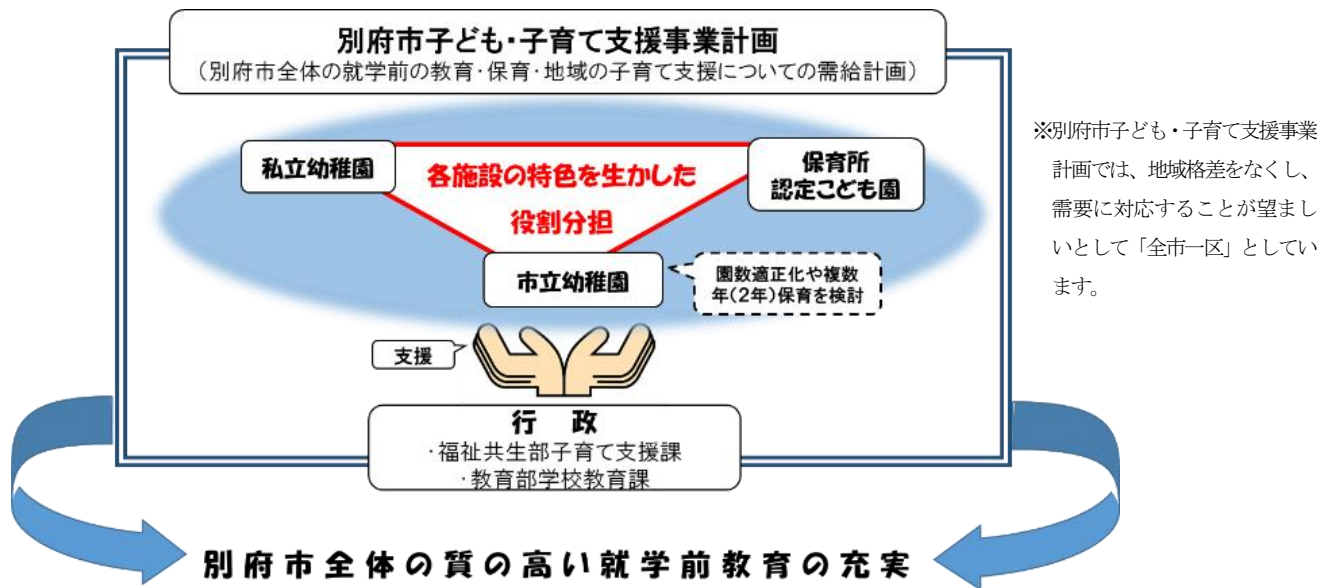 別府市子ども・子育て支援事業計画
（別府市全体の就学前の教育・保育・地域の子育て支援についての需給計画）
私立幼稚園
各施設の特色を生かした
役割分担
保育所
認定こども園
市立幼稚園
園数適正化や複数
年(2年)保育を検討
支援
行　政
・福祉共生部子育て支援課
・教育部学校教育課
別府市全体の質の高い就学前教育の充実
※別府市子ども・子育て支援事業
計画では、地域格差をなくし、
需要に対応することが望まし
いとして「全市一区」としてい
ます。